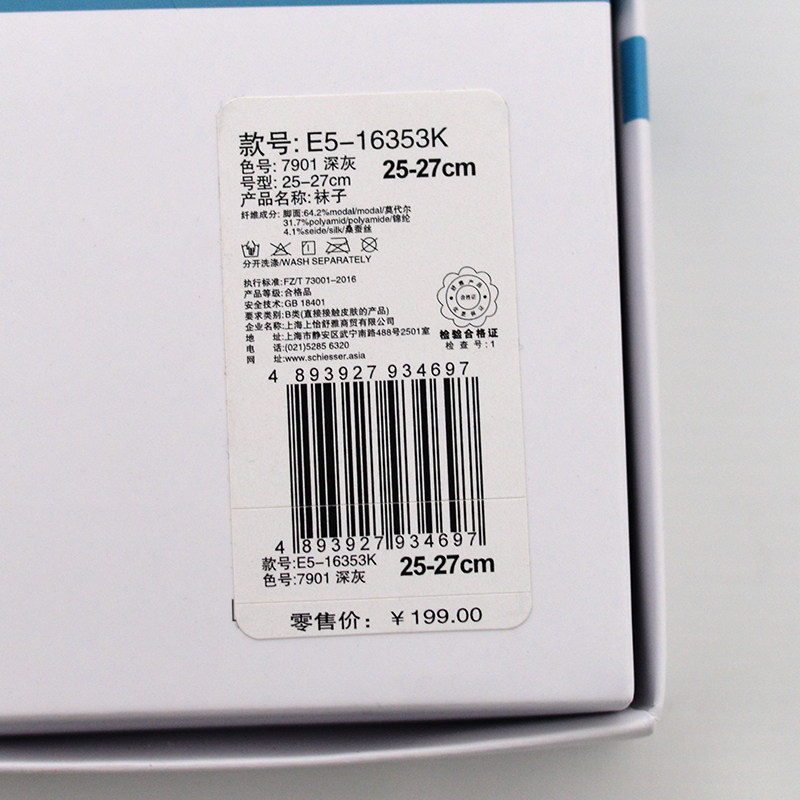 款号: E5-16353K
色号: 7901 深灰
25-27cm
号型: 25-27cm
产品名称: 袜子
纤维成分: 脚面:64.2%modal/modal/莫代尔
31.7%polyamid/polyamide/锦纶
4.1%seide/silk/桑蚕丝
分开洗涤/WASH SEPARATELY
执行标准:FZ/T 73001-2016
产品等级:合格品
安全技术:GB 18401
要求类别:B类(直接接触皮肤的产品)
企业名称:上海上怡舒雅商贸有限公司
地 址:上海市静安区武宁南路488号2501室
电 话:(021)5285 6320
网 址:www.schiesser.asia
合格证
检验合格证
检 查 号:1
4 893927 934697
4 893927 934697
款号:E5-16353K
色号:7901 深灰
25-27cm
零售价: ¥ 199.00